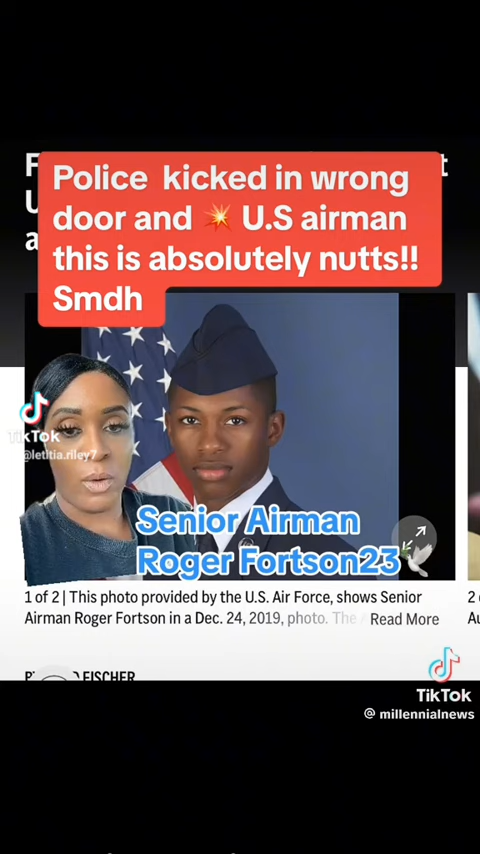 Police kicked in wrong
door and 💥 U.S airman
this is absolutely nutts!!
Smdh
TikTok
@letitia.riley7
Senior Airman
Roger Fortson23🕊️
1 of 2 | This photo provided by the U.S. Air Force, shows Senior
Airman Roger Fortson in a Dec. 24, 2019, photo. The Read More
FISCHER
TikTok
@ millennialnews